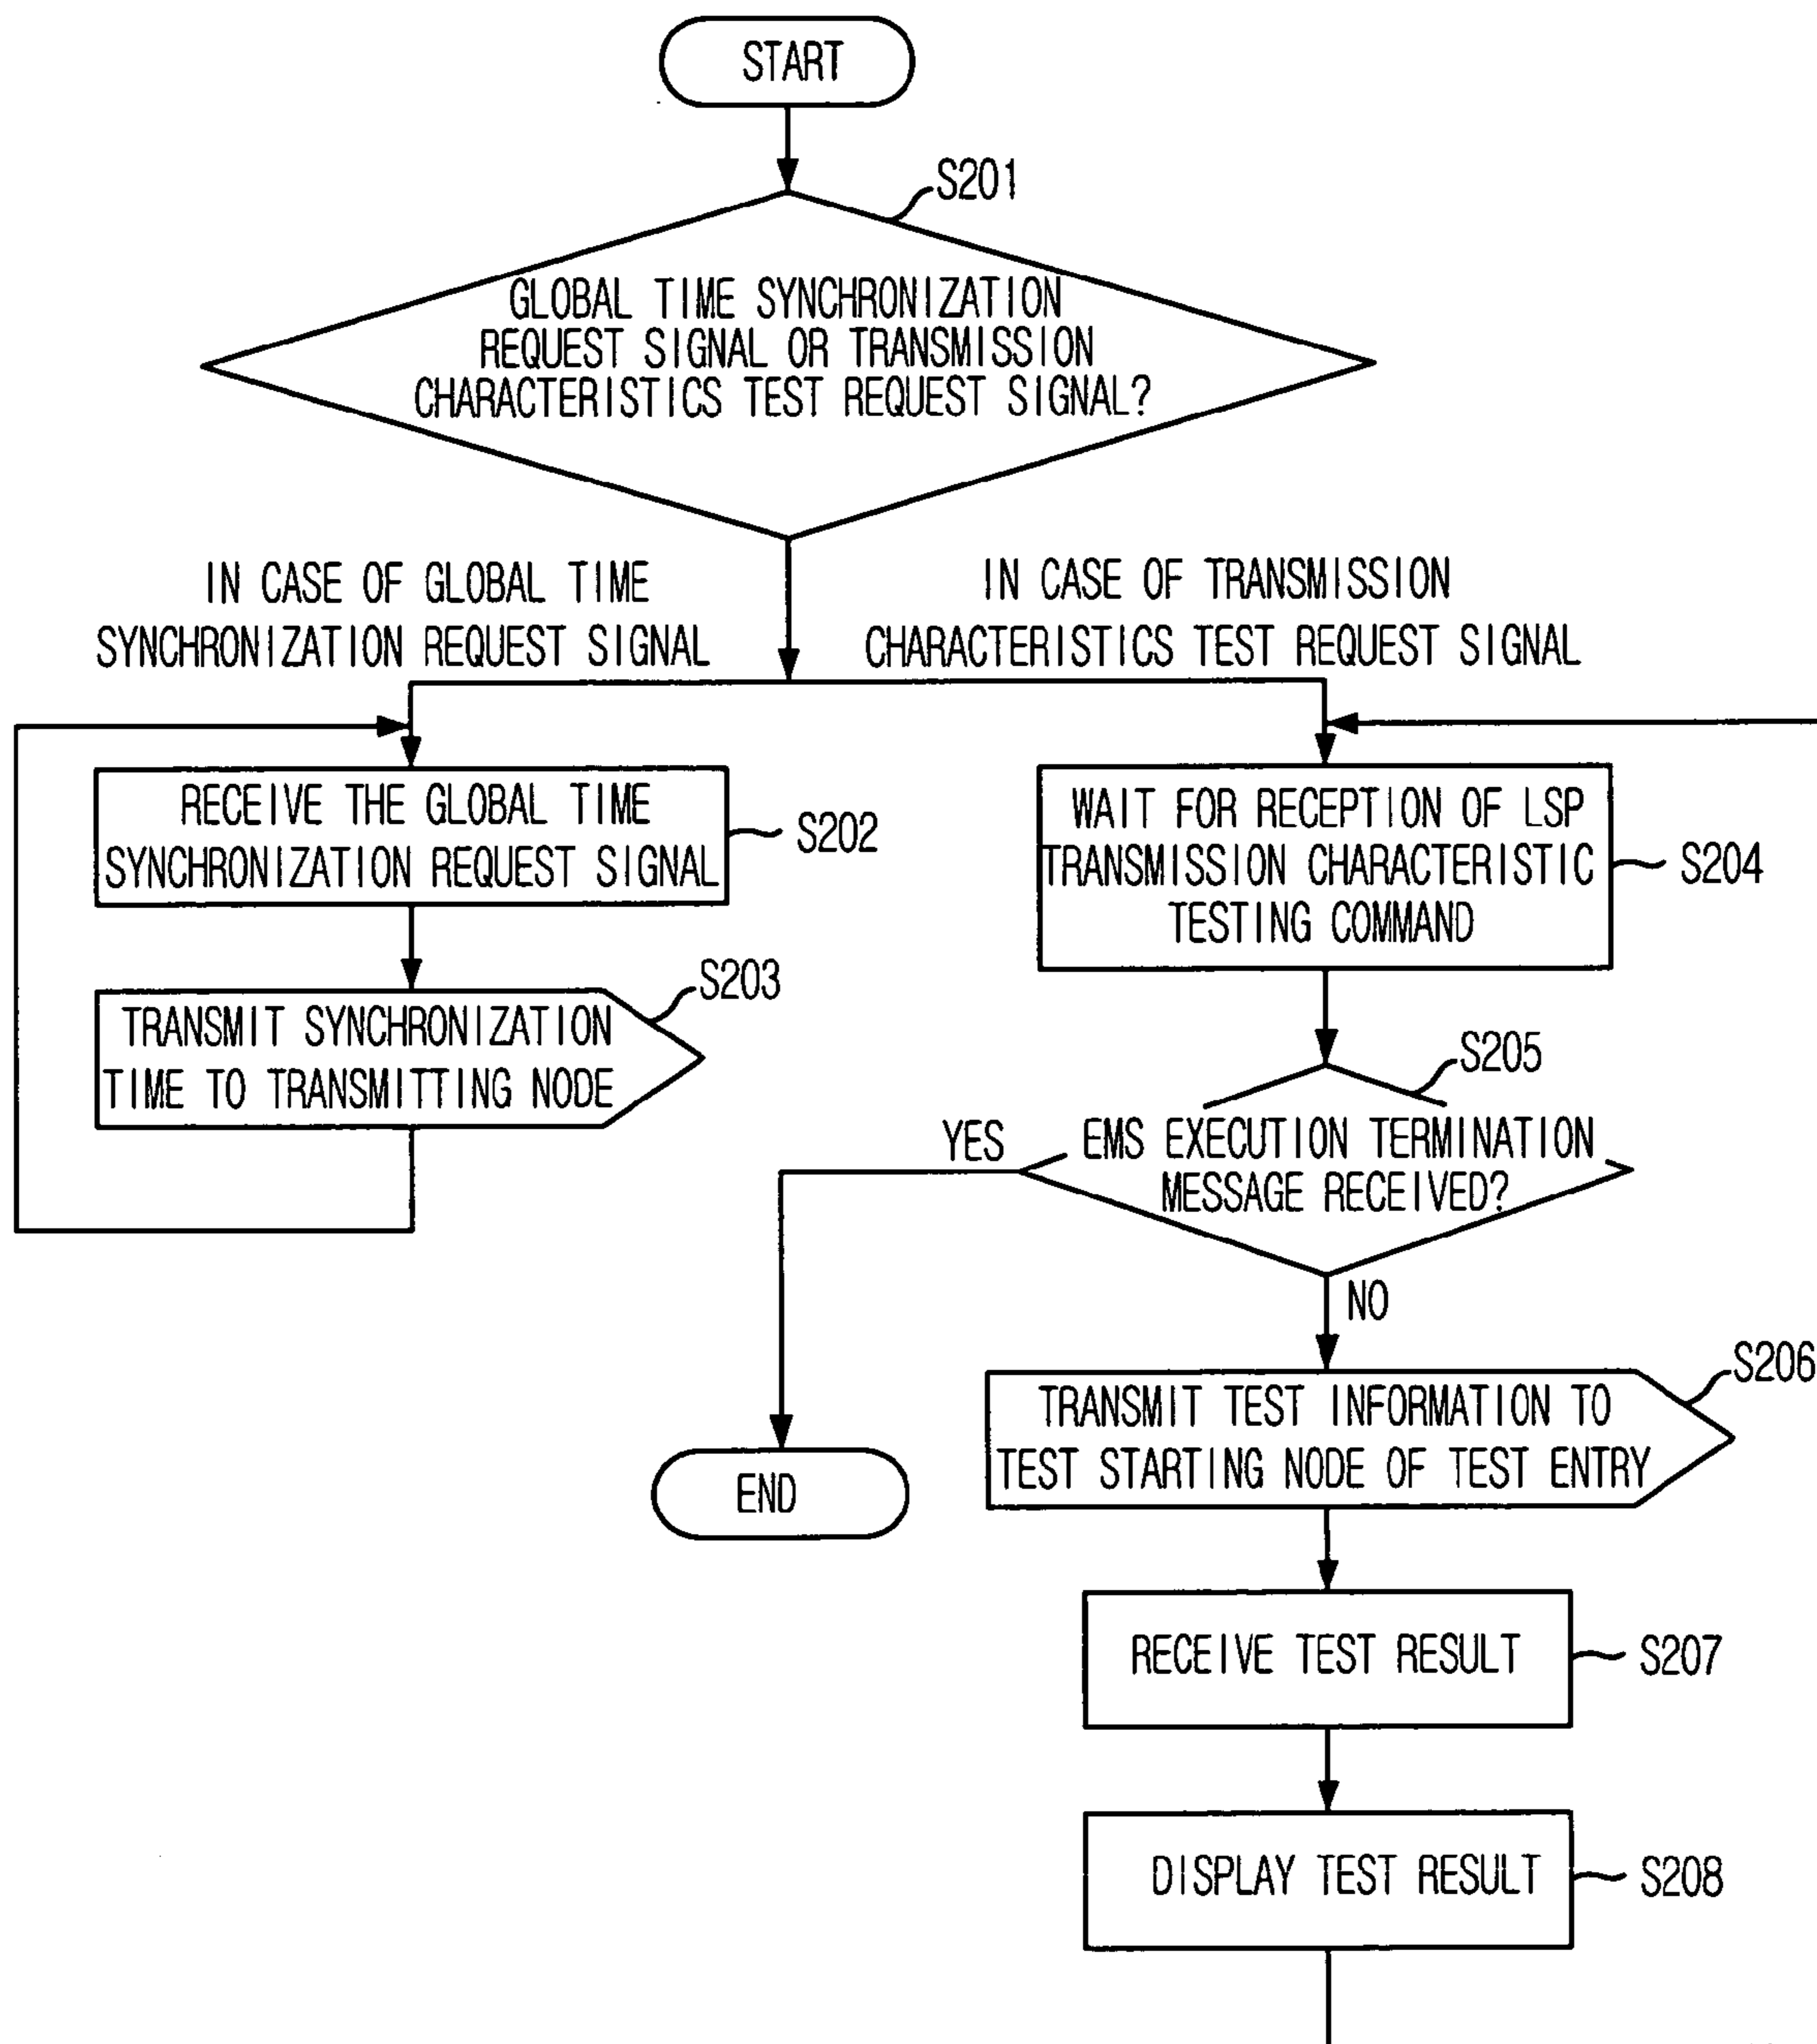 START
S201
GLOBAL TIME SYNCHRONIZATION
REQUEST SIGNAL OR TRANSMISSION
CHARACTERISTICS TEST REQUEST SIGNAL?
IN CASE OF GLOBAL TIME
SYNCHRONIZATION REQUEST SIGNAL
IN CASE OF TRANSMISSION
CHARACTERISTICS TEST REQUEST SIGNAL
RECEIVE THE GLOBAL TIME
SYNCHRONIZATION REQUEST SIGNAL
S202
WAIT FOR RECEPTION OF LSP
TRANSMISSION CHARACTERISTIC
TESTING COMMAND
S204
S203
TRANSMIT SYNCHRONIZATION
TIME TO TRANSMITTING NODE
S205
YES
EMS EXECUTION TERMINATION
MESSAGE RECEIVED?
NO
S206
TRANSMIT TEST INFORMATION TO
TEST STARTING NODE OF TEST ENTRY
END
RECEIVE TEST RESULT
S207
DISPLAY TEST RESULT
S208